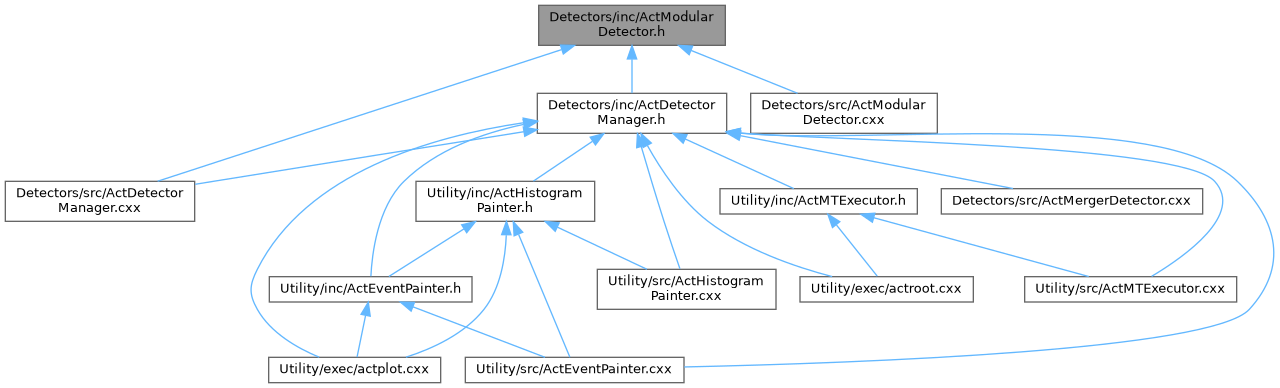 Detectors/inc/ActModular
Detector.h
Detectors/inc/ActDetector
Manager.h
Detectors/src/ActModular
Detector.cxx
Detectors/src/ActDetector
Manager.cxx
Utility/inc/ActHistogram
Painter.h
Utility/inc/ActMTExecutor.h
Detectors/src/ActMergerDetector.cxx
Utility/inc/ActEventPainter.h
Utility/src/ActHistogram
Painter.cxx
Utility/exec/actroot.cxx
Utility/src/ActMTExecutor.cxx
Utility/exec/actplot.cxx
Utility/src/ActEventPainter.cxx